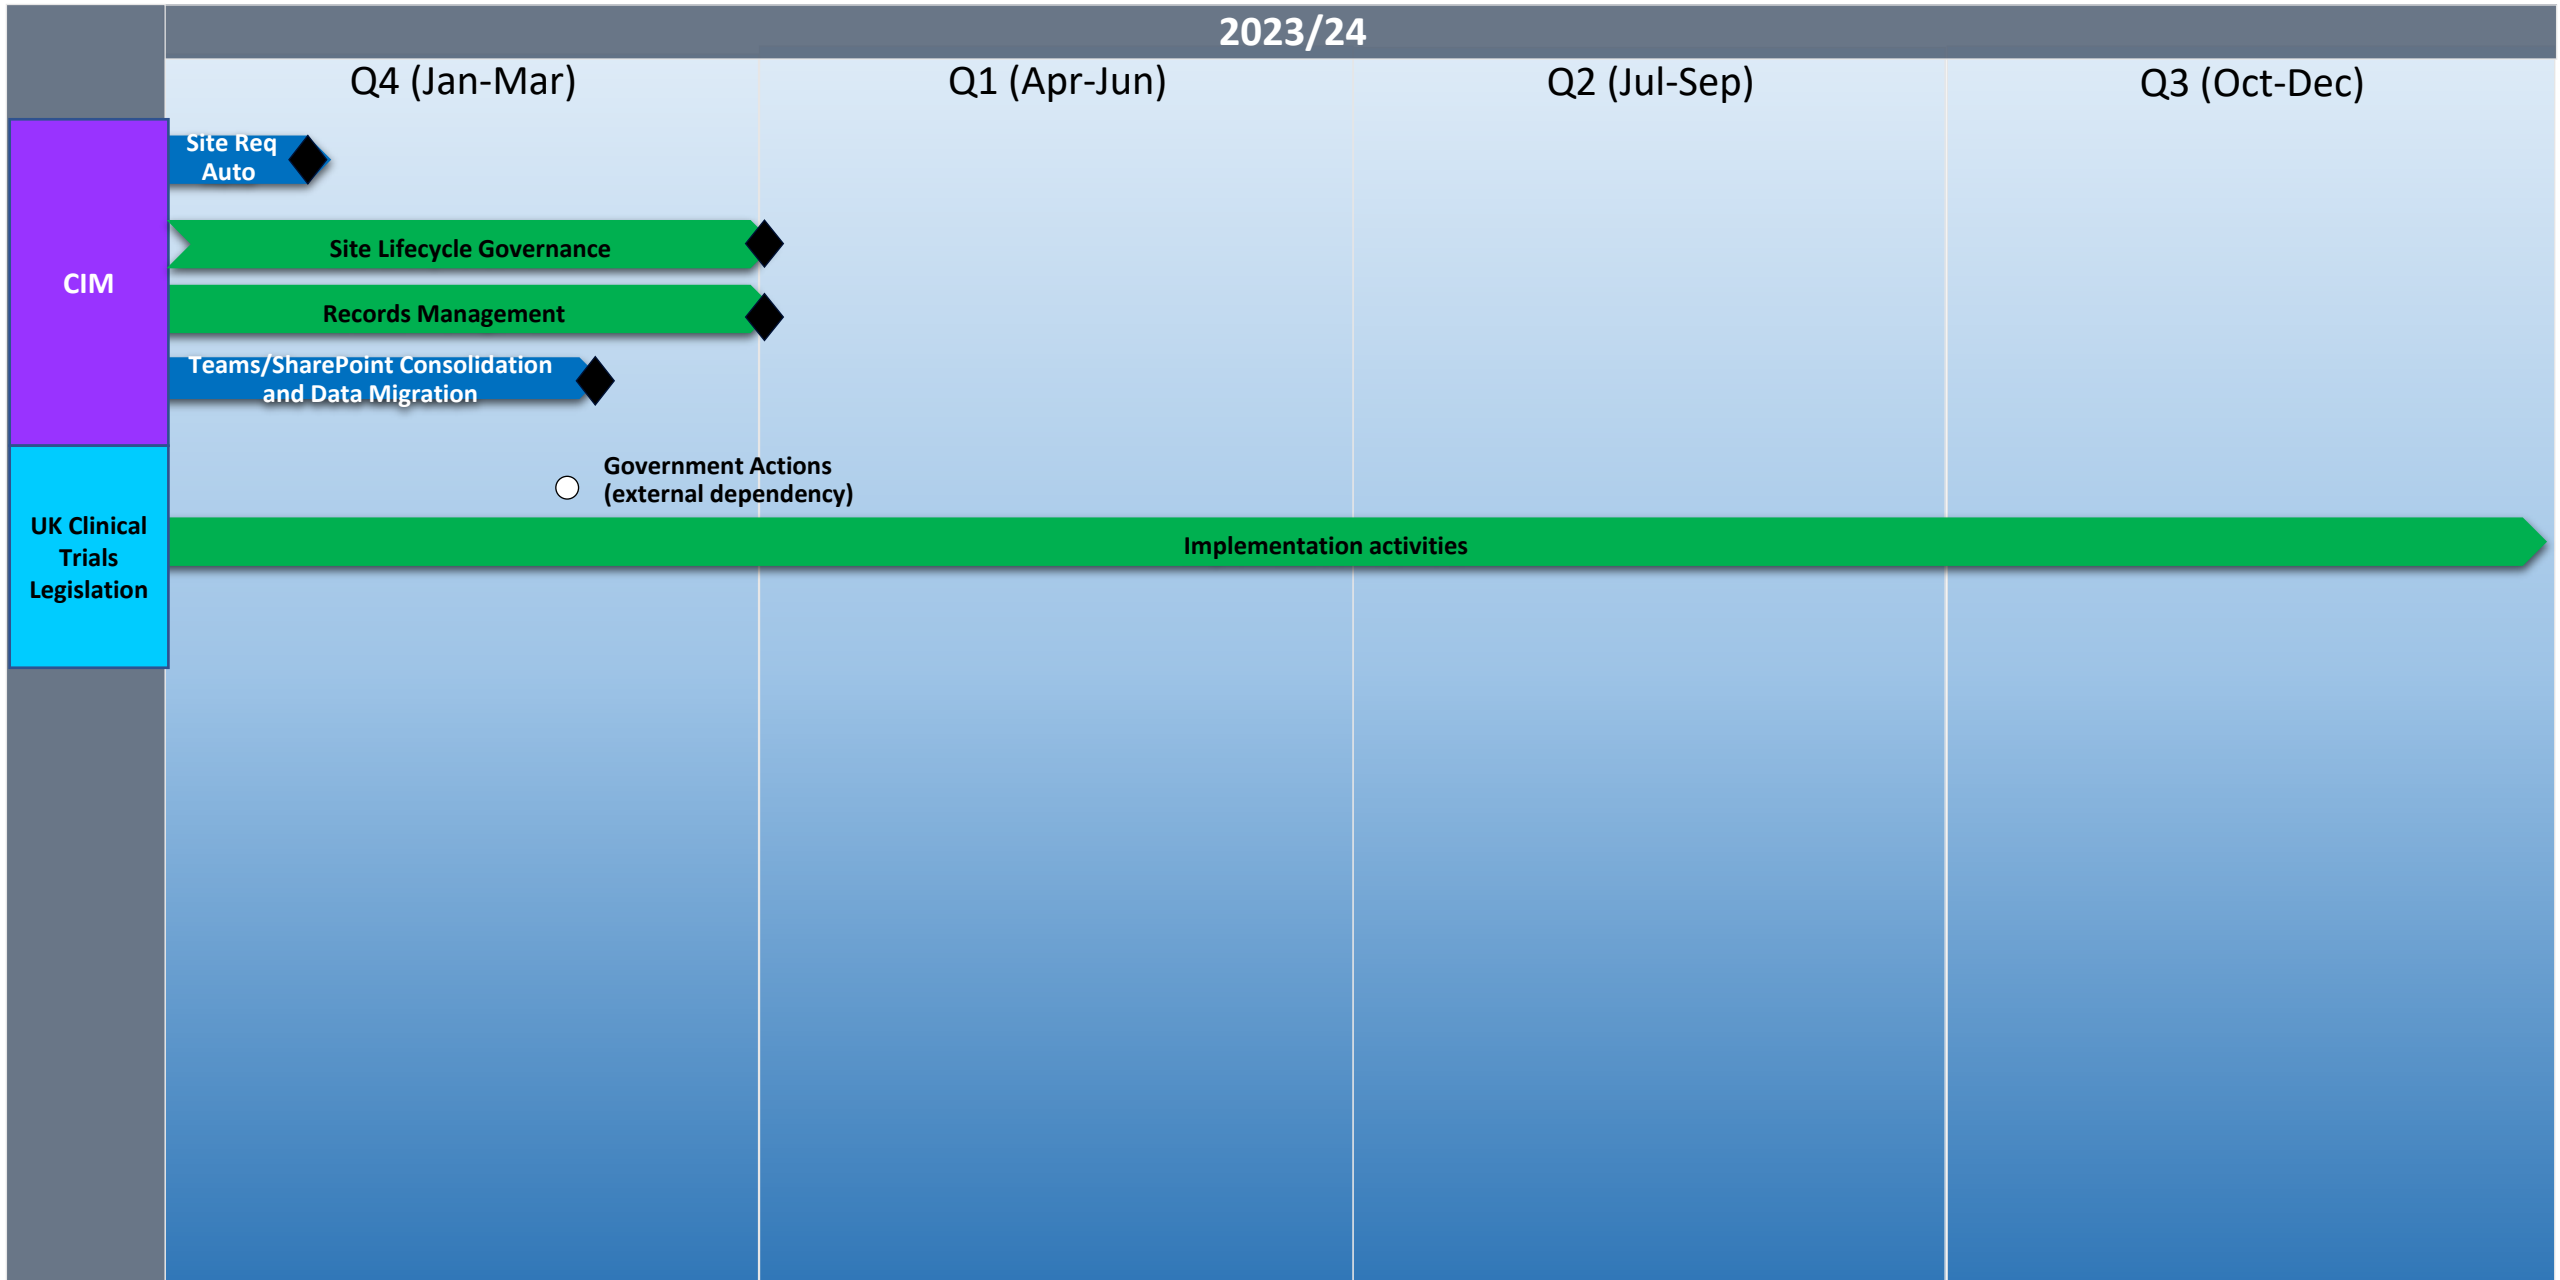 2023/24
Q4 (Jan-Mar)
Q1 (Apr-Jun)
Q2 (Jul-Sep)
Q3 (Oct-Dec)
CIM
Site Req
Auto
Site Lifecycle Governance
Records Management
Teams/SharePoint Consolidation
and Data Migration
UK Clinical
Trials
Legislation
Government Actions
(external dependency)
Implementation activities